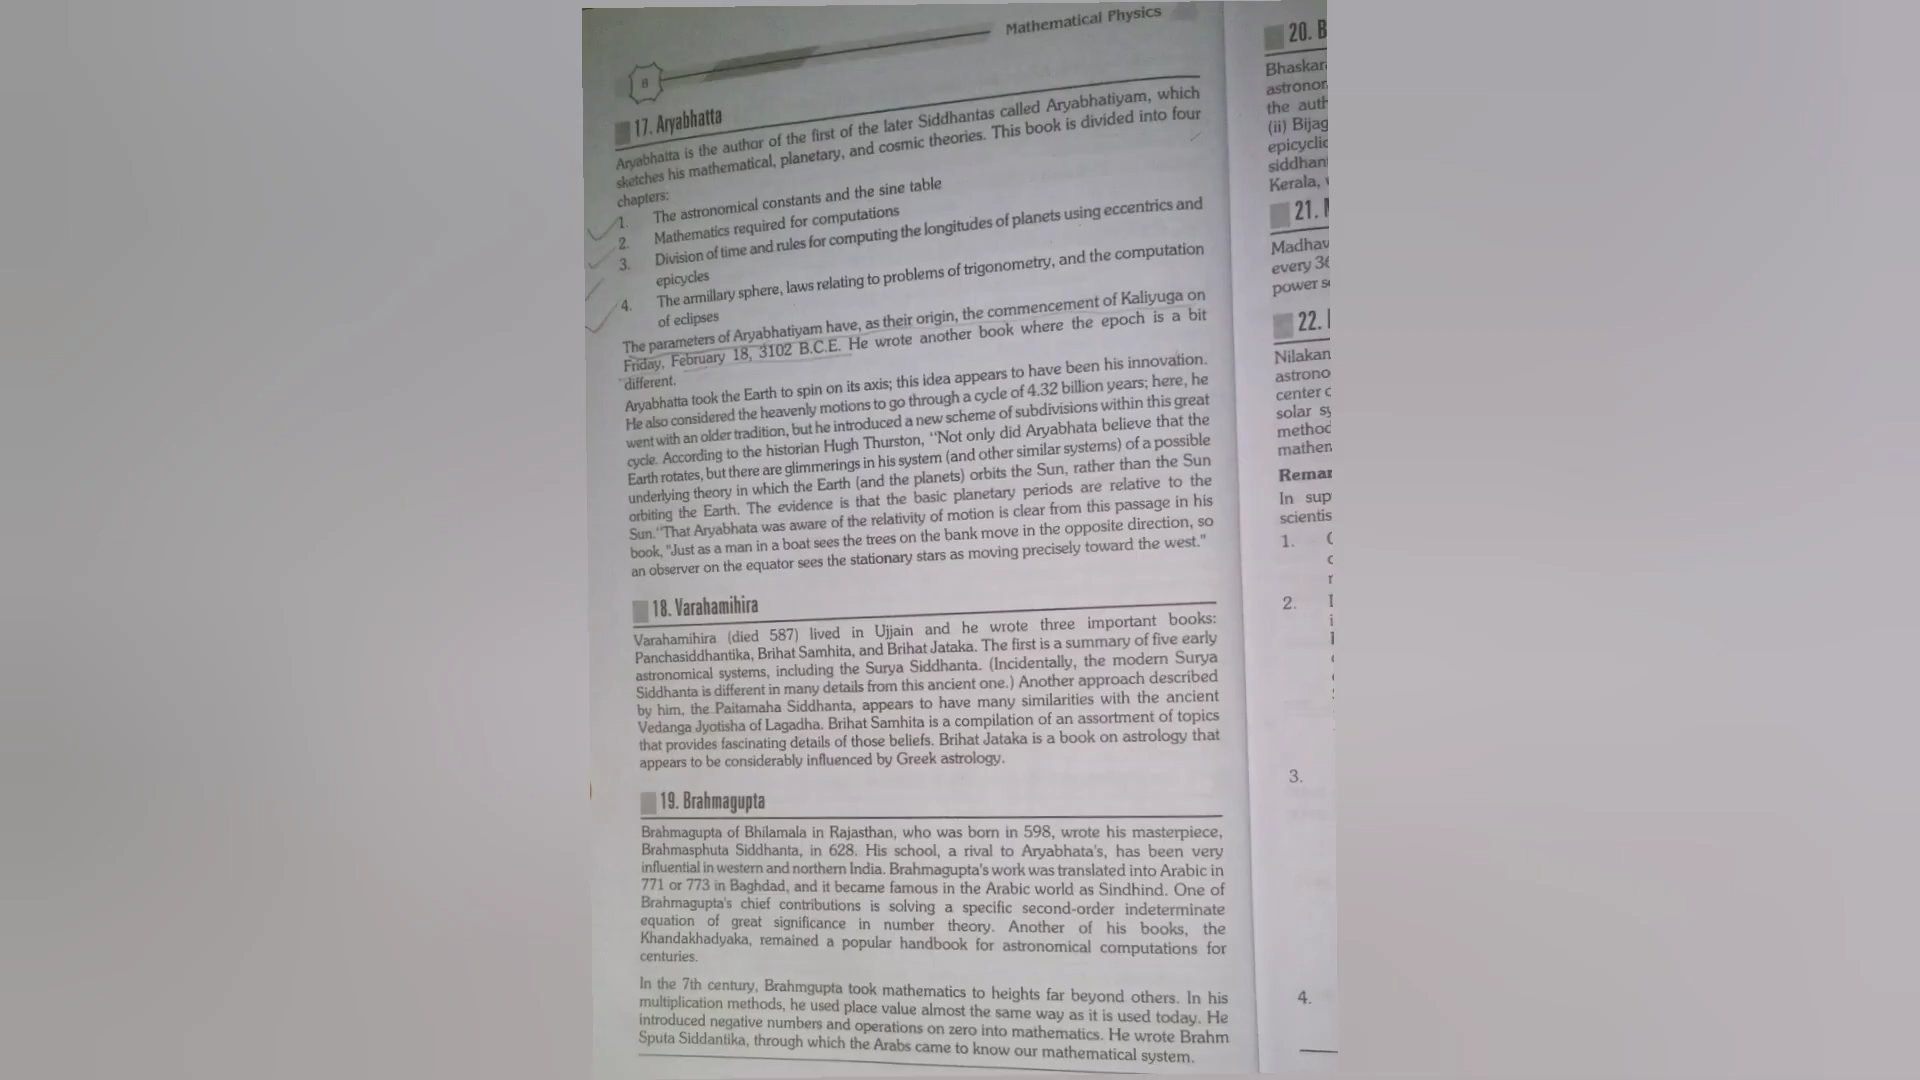 Mathematical Physics
8
17. Aryabhatta
Aryabhatta is the author of the first of the later Siddhantas called Aryabhatiyam, which
sketches his mathematical, planetary, and cosmic theories. This book is divided into four
chapters:
1. The astronomical constants and the sine table
2. Mathematics required for computations
3. Division of time and rules for computing the longitudes of planets using eccentrics and
epicycles
4. The armillary sphere, laws relating to problems of trigonometry, and the computation
of eclipses
The parameters of Aryabhatiyam have, as their origin, the commencement of Kaliyuga on
Friday, February 18, 3102 B.C.E. He wrote another book where the epoch is a bit
different.
Aryabhatta took the Earth to spin on its axis; this idea appears to have been his innovation.
He also considered the heavenly motions to go through a cycle of 4.32 billion years; here, he
went with an older tradition, but he introduced a new scheme of subdivisions within this great
cycle. According to the historian Hugh Thurston, "Not only did Aryabhata believe that the
Earth rotates, but there are glimmerings in his system (and other similar systems) of a possible
underlying theory in which the Earth (and the planets) orbits the Sun, rather than the Sun
orbiting the Earth. The evidence is that the basic planetary periods are relative to the
Sun."That Aryabhata was aware of the relativity of motion is clear from this passage in his
book, "Just as a man in a boat sees the trees on the bank move in the opposite direction, so
an observer on the equator sees the stationary stars as moving precisely toward the west."
18. Varahamihira
Varahamihira (died 587) lived in Ujjain and he wrote three important books:
Panchasiddhantika, Brihat Samhita, and Brihat Jataka. The first is a summary of five early
astronomical systems, including the Surya Siddhanta. (Incidentally, the modern Surya
Siddhanta is different in many details from this ancient one.) Another approach described
by him, the Paitamaha Siddhanta, appears to have many similarities with the ancient
Vedanga Jyotisha of Lagadha. Brihat Samhita is a compilation of an assortment of topics
that provides fascinating details of those beliefs. Brihat Jataka is a book on astrology that
appears to be considerably influenced by Greek astrology.
19. Brahmagupta
Brahmagupta of Bhilamala in Rajasthan, who was born in 598, wrote his masterpiece,
Brahmasphuta Siddhanta, in 628. His school, a rival to Aryabhata's, has been very
influential in western and northern India. Brahmagupta's work was translated into Arabic in
771 or 773 in Baghdad, and it became famous in the Arabic world as Sindhind. One of
Brahmagupta's chief contributions is solving a specific second-order indeterminate
equation of great significance in number theory. Another of his books, the
Khandakhadyaka, remained a popular handbook for astronomical computations for
centuries.
In the 7th century, Brahmgupta took mathematics to heights far beyond others. In his
multiplication methods, he used place value almost the same way as it is used today. He
introduced negative numbers and operations on zero into mathematics. He wrote Brahm
Sputa Siddantika, through which the Arabs came to know our mathematical system.
20. B
Bhaskar
astronor
the auth
(ii) Bijag
epicyclic
siddhan
Kerala,
21.
Madhav
every 36
power s
22.
Nilakan
astrono
center
solar sy
method
mather
Remar
In sup
scientis
1.
2.
3.
4.